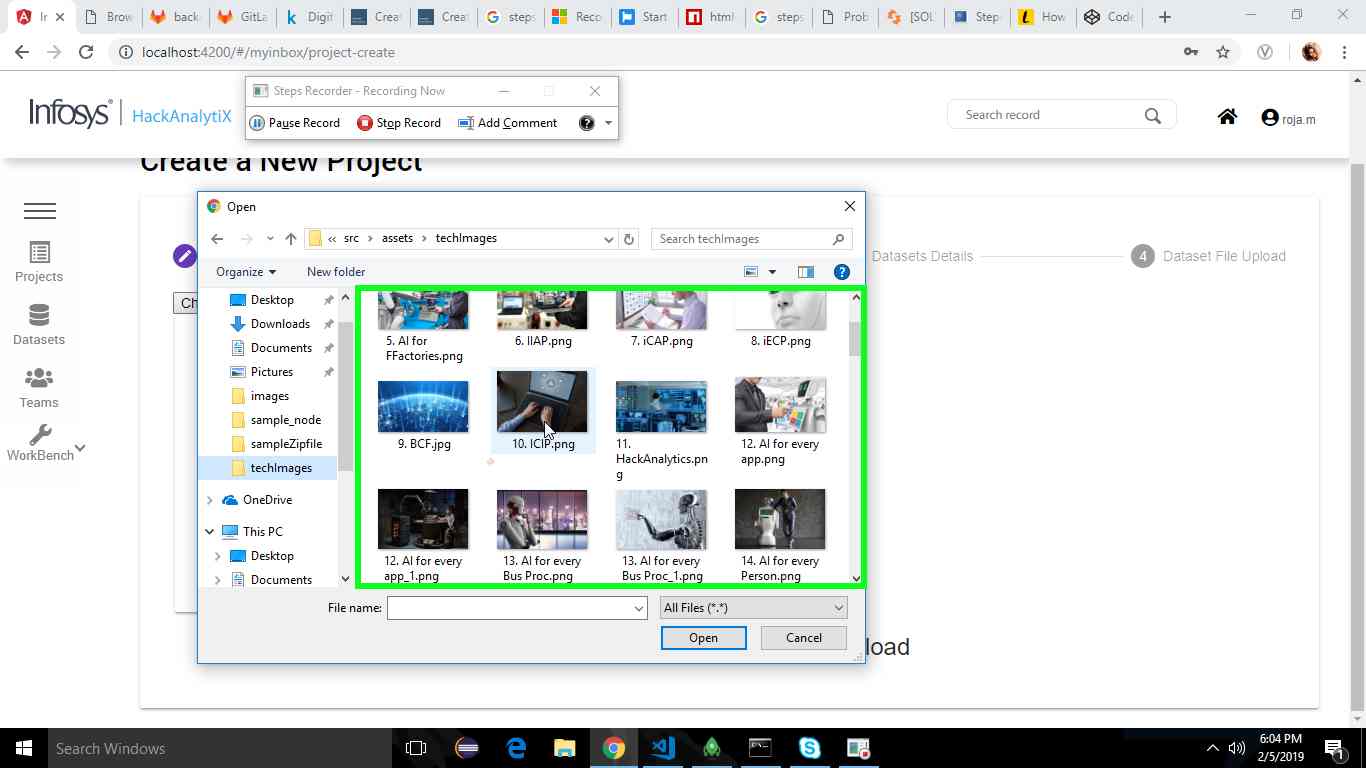 In
Brow
back
GitLa
Digit
Creat
Creat
steps
Reco
Start
html
steps
Prob
[SOL
Step
How
Code
localhost:4200/#/myinbox/project-create
Steps Recorder - Recording Now
Pause Record
Stop Record
Add Comment
Infosys
HackAnalytiX
Search record
roja.m
Create a New Project
Projects
Datasets
Teams
WorkBench
Open
« src > assets > techImages
Search techImages
Datasets Details
4
Dataset File Upload
Organize
New folder
Ch
Desktop
Downloads
Documents
Pictures
images
sample_node
sampleZipfile
techImages
OneDrive
This PC
Desktop
Documents
5. AI for
FFactories.png
6. IIAP.png
7. iCAP.png
8. iECP.png
9. BCF.jpg
10. ICIP.png
11.
HackAnalytics.pn
g
12. AI for every
app.png
12. AI for every
app_1.png
13. AI for every
Bus Proc.png
13. AI for every
Bus Proc_1.png
14. AI for every
Person.png
File name:
All Files (*.*)
Open
Cancel
load
Search Windows
6:04 PM
2/5/2019
1